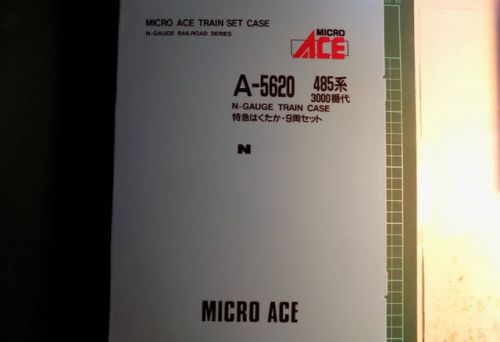 MICRO ACE TRAIN SET CASE
N-GAUGE RAILROAD SERIES
MICRO
ACE
A-5620 485系
3000番代
N-GAUGE TRAIN CASE
特急はくたか・9両セット
N
MICRO ACE